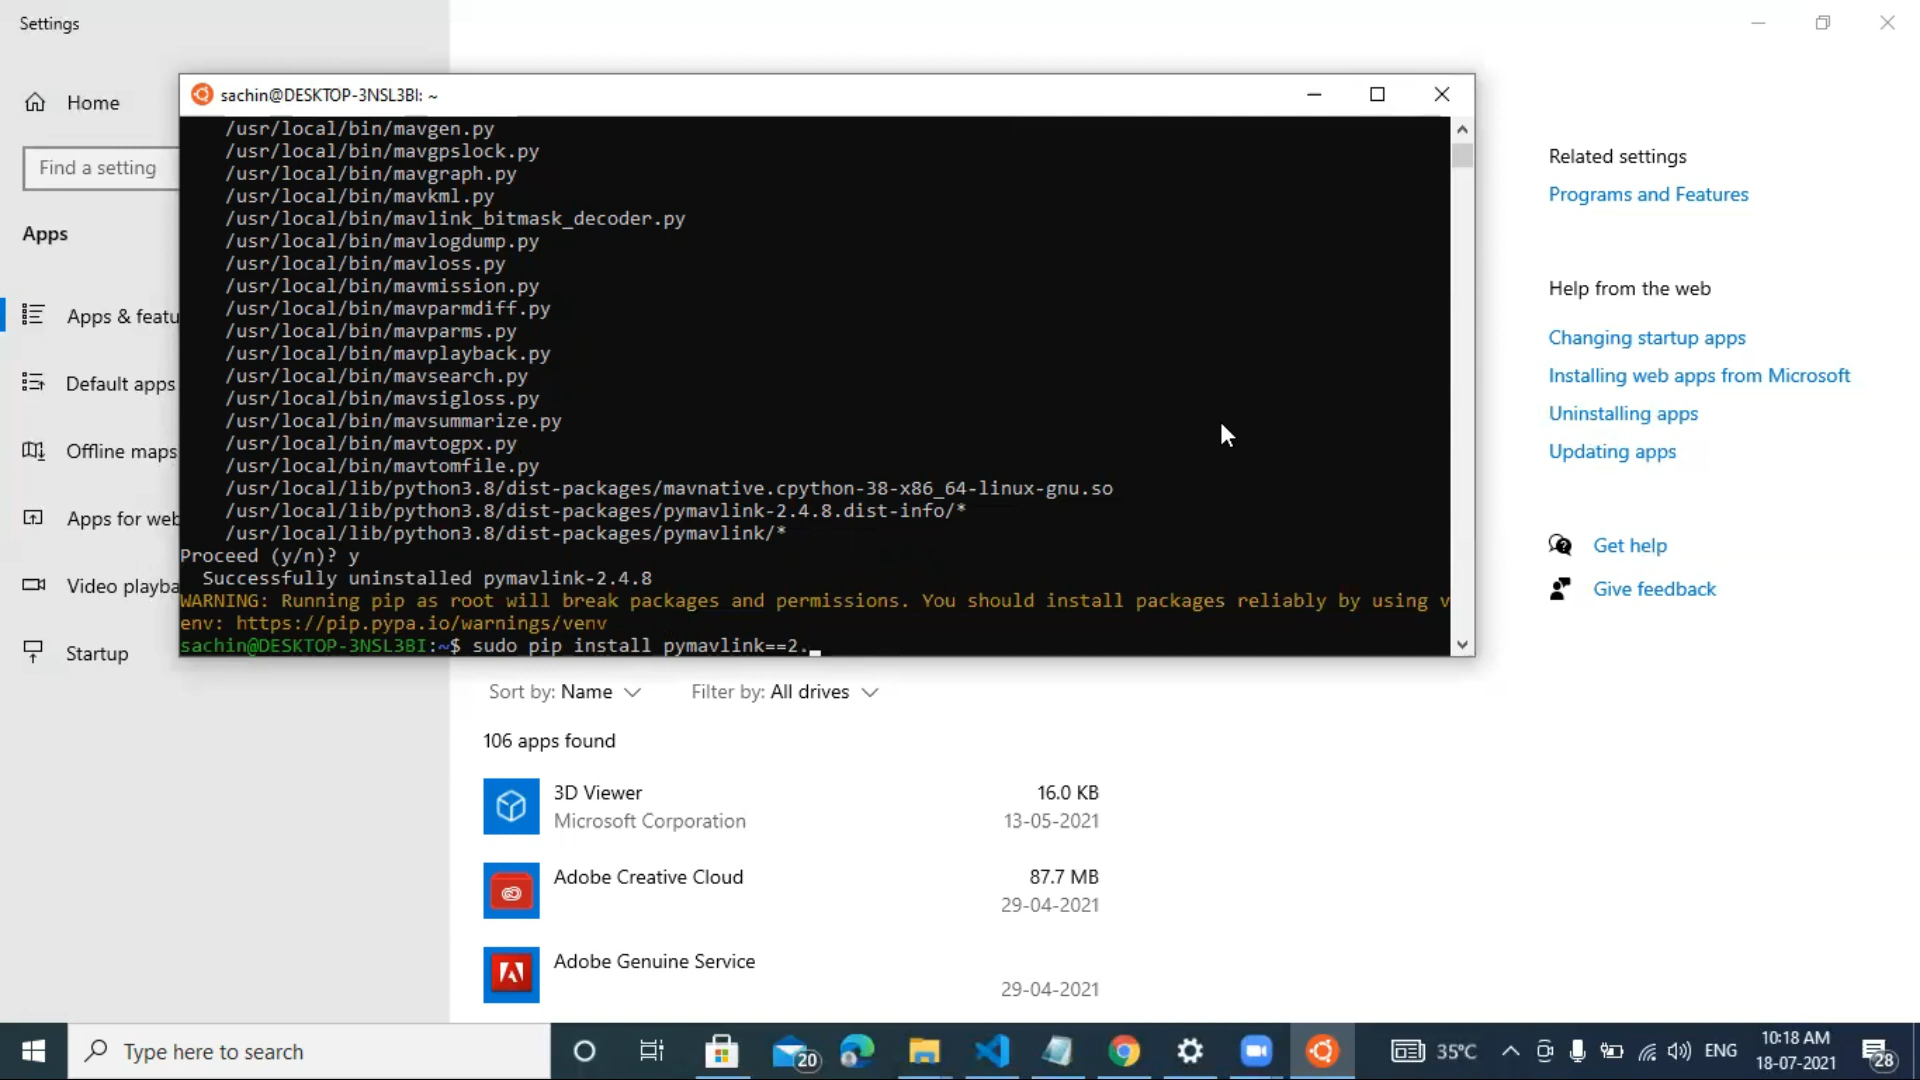 Settings
Home
Find a setting
Apps
Apps & featu
Default apps
Offline maps
Apps for web
Video playba
Startup
sachin@DESKTOP-3NSL3BI: ~
/usr/local/bin/mavgen.py
/usr/local/bin/mavgpslock.py
/usr/local/bin/mavgraph.py
/usr/local/bin/mavkml.py
/usr/local/bin/mavlink_bitmask_decoder.py
/usr/local/bin/mavlogdump.py
/usr/local/bin/mavloss.py
/usr/local/bin/mavmission.py
/usr/local/bin/mavparmdiff.py
/usr/local/bin/mavparms.py
/usr/local/bin/mavplayback.py
/usr/local/bin/mavsearch.py
/usr/local/bin/mavsigloss.py
/usr/local/bin/mavsummarize.py
/usr/local/bin/mavtogpx.py
/usr/local/bin/mavtomfile.py
/usr/local/lib/python3.8/dist-packages/mavnative.cpython-38-x86_64-linux-gnu.so
/usr/local/lib/python3.8/dist-packages/pymavlink-2.4.8.dist-info/*
/usr/local/lib/python3.8/dist-packages/pymavlink/*
Proceed (y/n)? y
Successfully uninstalled pymavlink-2.4.8
WARNING: Running pip as root will break packages and permissions. You should install packages reliably by using v
env: https://pip.pypa.io/warnings/venv
sachin@DESKTOP-3NSL3BI:~$ sudo pip install pymavlink==2._
Sort by: Name
Filter by: All drives
106 apps found
3D Viewer
16.0 KB
Microsoft Corporation
13-05-2021
Adobe Creative Cloud
87.7 MB
29-04-2021
Adobe Genuine Service
29-04-2021
Related settings
Programs and Features
Help from the web
Changing startup apps
Installing web apps from Microsoft
Uninstalling apps
Updating apps
Get help
Give feedback
Type here to search
20
35°C
ENG
10:18 AM
18-07-2021
28